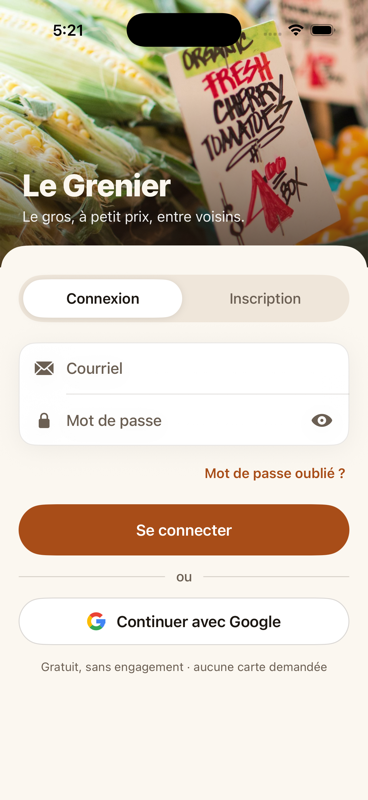 5:21
ORGANIC
FRESH
CHERRY
TOMATOES
BOX
Le Grenier
Le gros, à petit prix, entre voisins.
Connexion
Inscription
Courriel
Mot de passe
Mot de passe oublié ?
Se connecter
ou
Continuer avec Google
Gratuit, sans engagement · aucune carte demandée